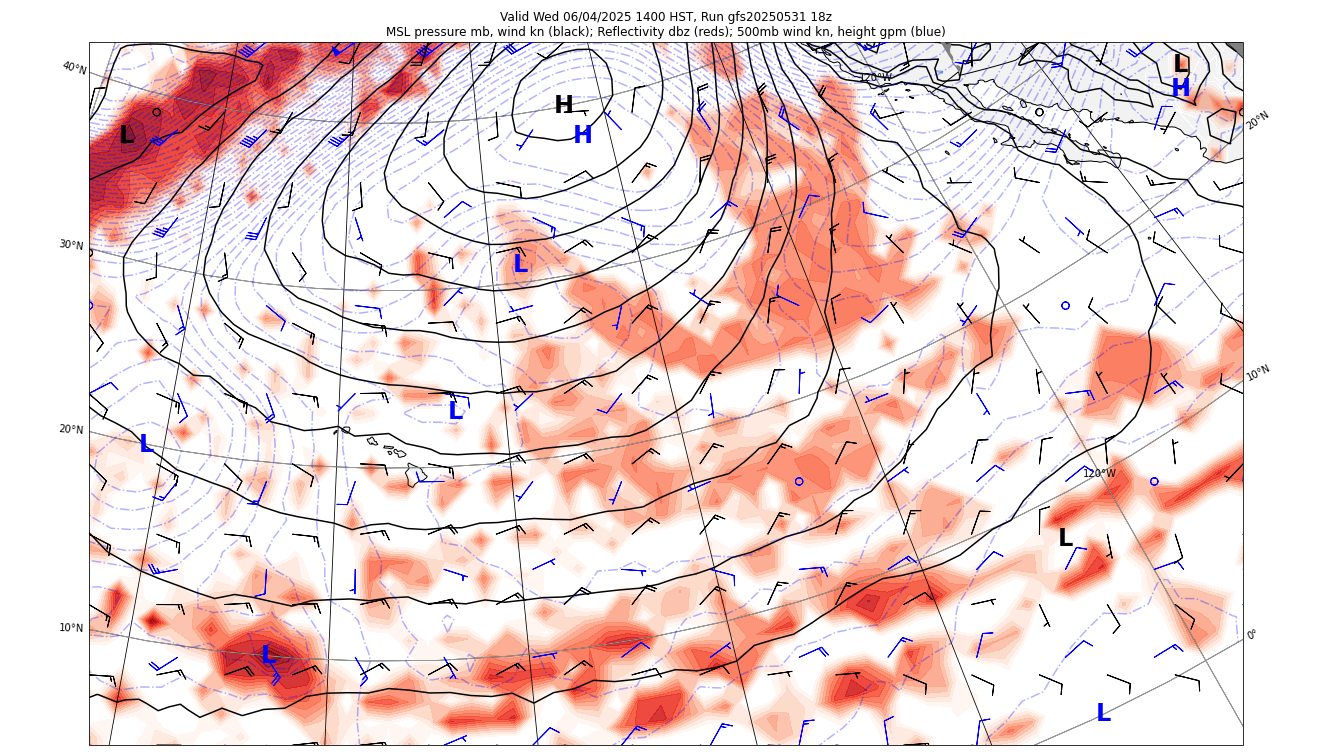 Valid Wed 06/04/2025 1400 HST, Run gfs20250531 18z
MSL pressure mb, wind kn (black); Reflectivity dbz (reds); 500mb wind kn, height gpm (blue)
40°N
120°W
L
H
H
H
L
20°N
30°N
L
10°N
L
L
20°N
120°W
L
10°N
0°
L
L